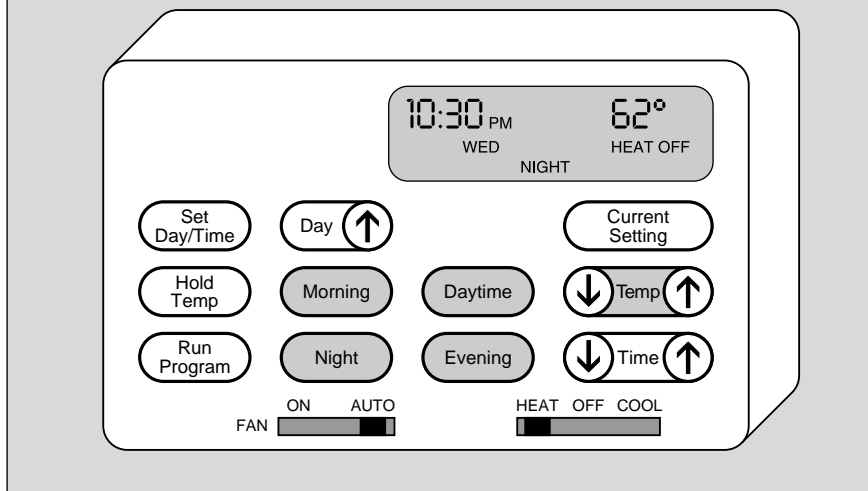 10:30 PM 62°
WED HEAT OFF
NIGHT
Set
Day/Time
Day
Current
Setting
Hold
Temp
Morning
Daytime
Temp
Run
Program
Night
Evening
Time
ON AUTO
HEAT OFF COOL
FAN